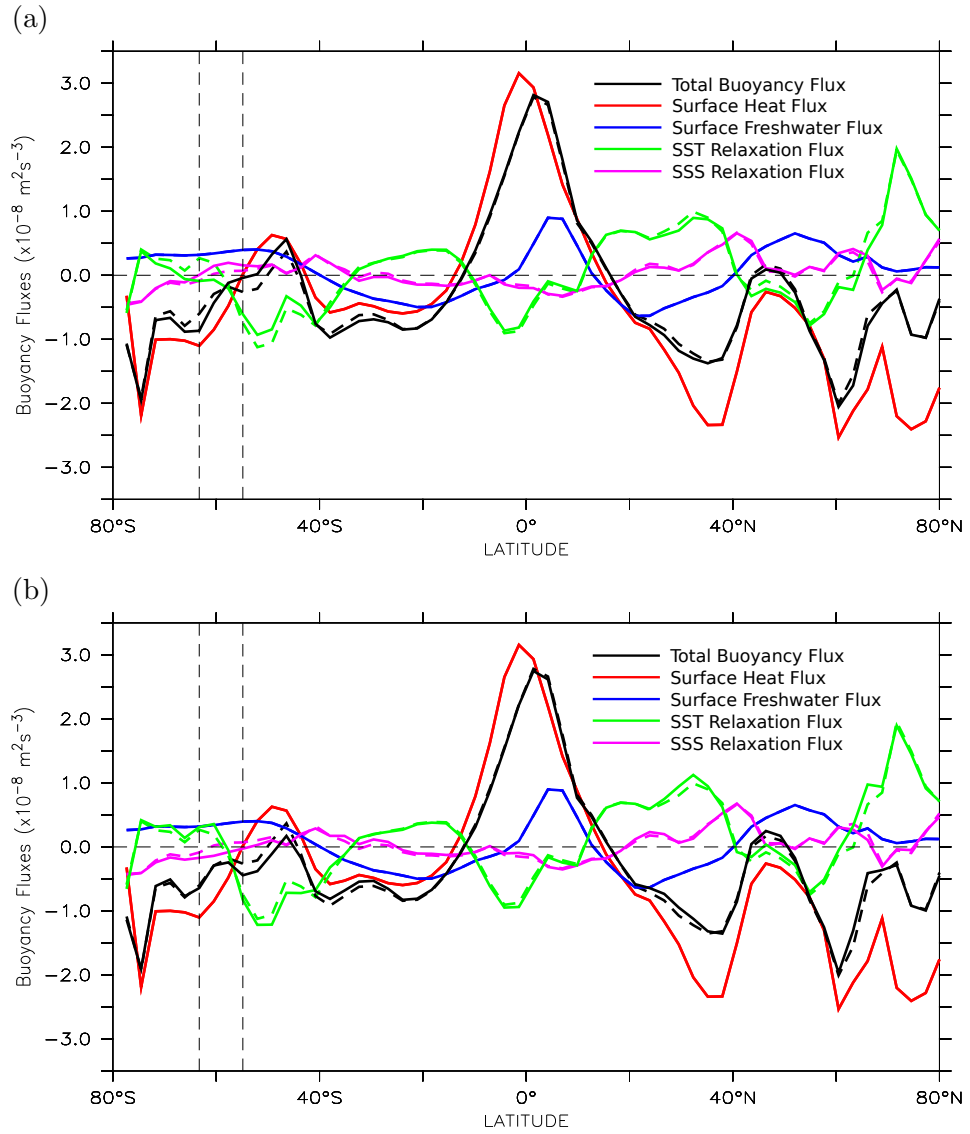 (a)
Buoyancy Fluxes (x10⁻⁸ m²s⁻³)
3.0
2.0
1.0
0.0
−1.0
−2.0
−3.0
Total Buoyancy Flux
Surface Heat Flux
Surface Freshwater Flux
SST Relaxation Flux
SSS Relaxation Flux
80°S 40°S 0° 40°N 80°N
LATITUDE
(b)
Buoyancy Fluxes (x10⁻⁸ m²s⁻³)
3.0
2.0
1.0
0.0
−1.0
−2.0
−3.0
Total Buoyancy Flux
Surface Heat Flux
Surface Freshwater Flux
SST Relaxation Flux
SSS Relaxation Flux
80°S 40°S 0° 40°N 80°N
LATITUDE